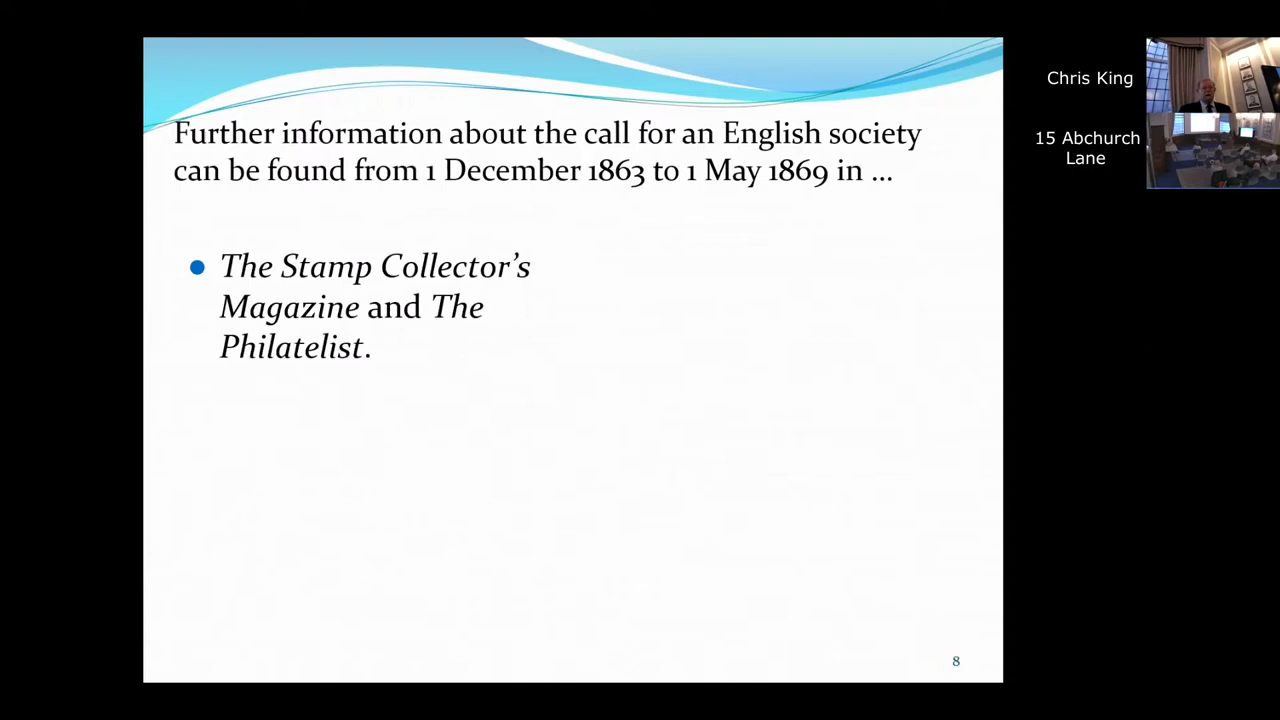 Further information about the call for an English society
can be found from 1 December 1863 to 1 May 1869 in ...
The Stamp Collector’s
Magazine and The
Philatelist.
8
Chris King
15 Abchurch
Lane